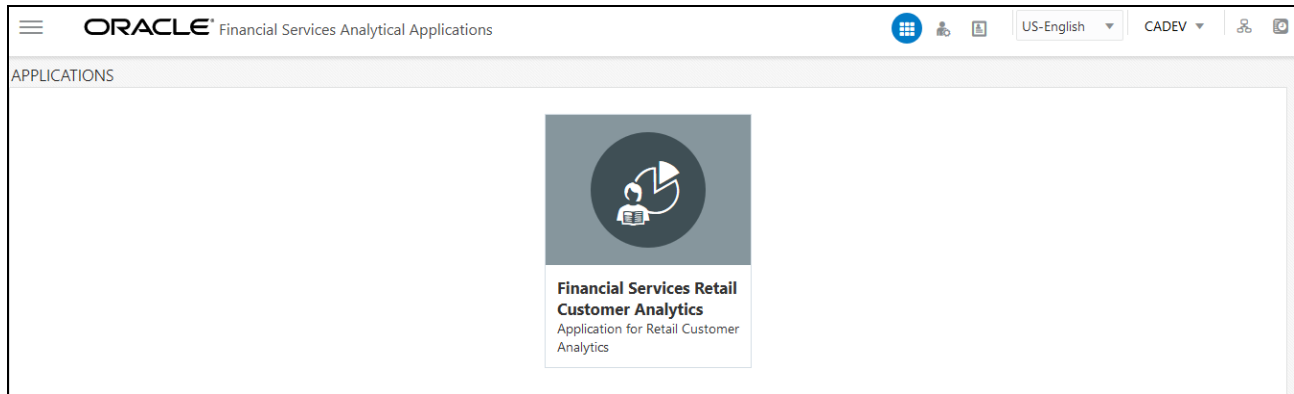 ORACLE® Financial Services Analytical Applications
US-English
CADEV
APPLICATIONS
Financial Services Retail
Customer Analytics
Application for Retail Customer
Analytics